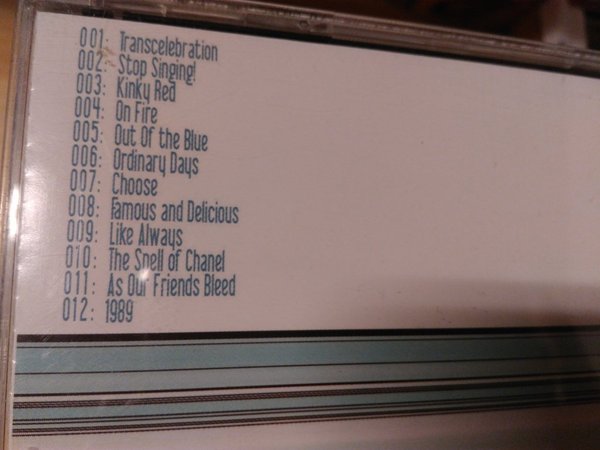 001: Transcelebration
002: Stop Singing!
003: Kinky Red
004: On Fire
005: Out Of the Blue
006: Ordinary Days
007: Choose
008: Famous and Delicious
009: Like Always
010: The Smell of Chanel
011: As Our Friends Bleed
012: 1989